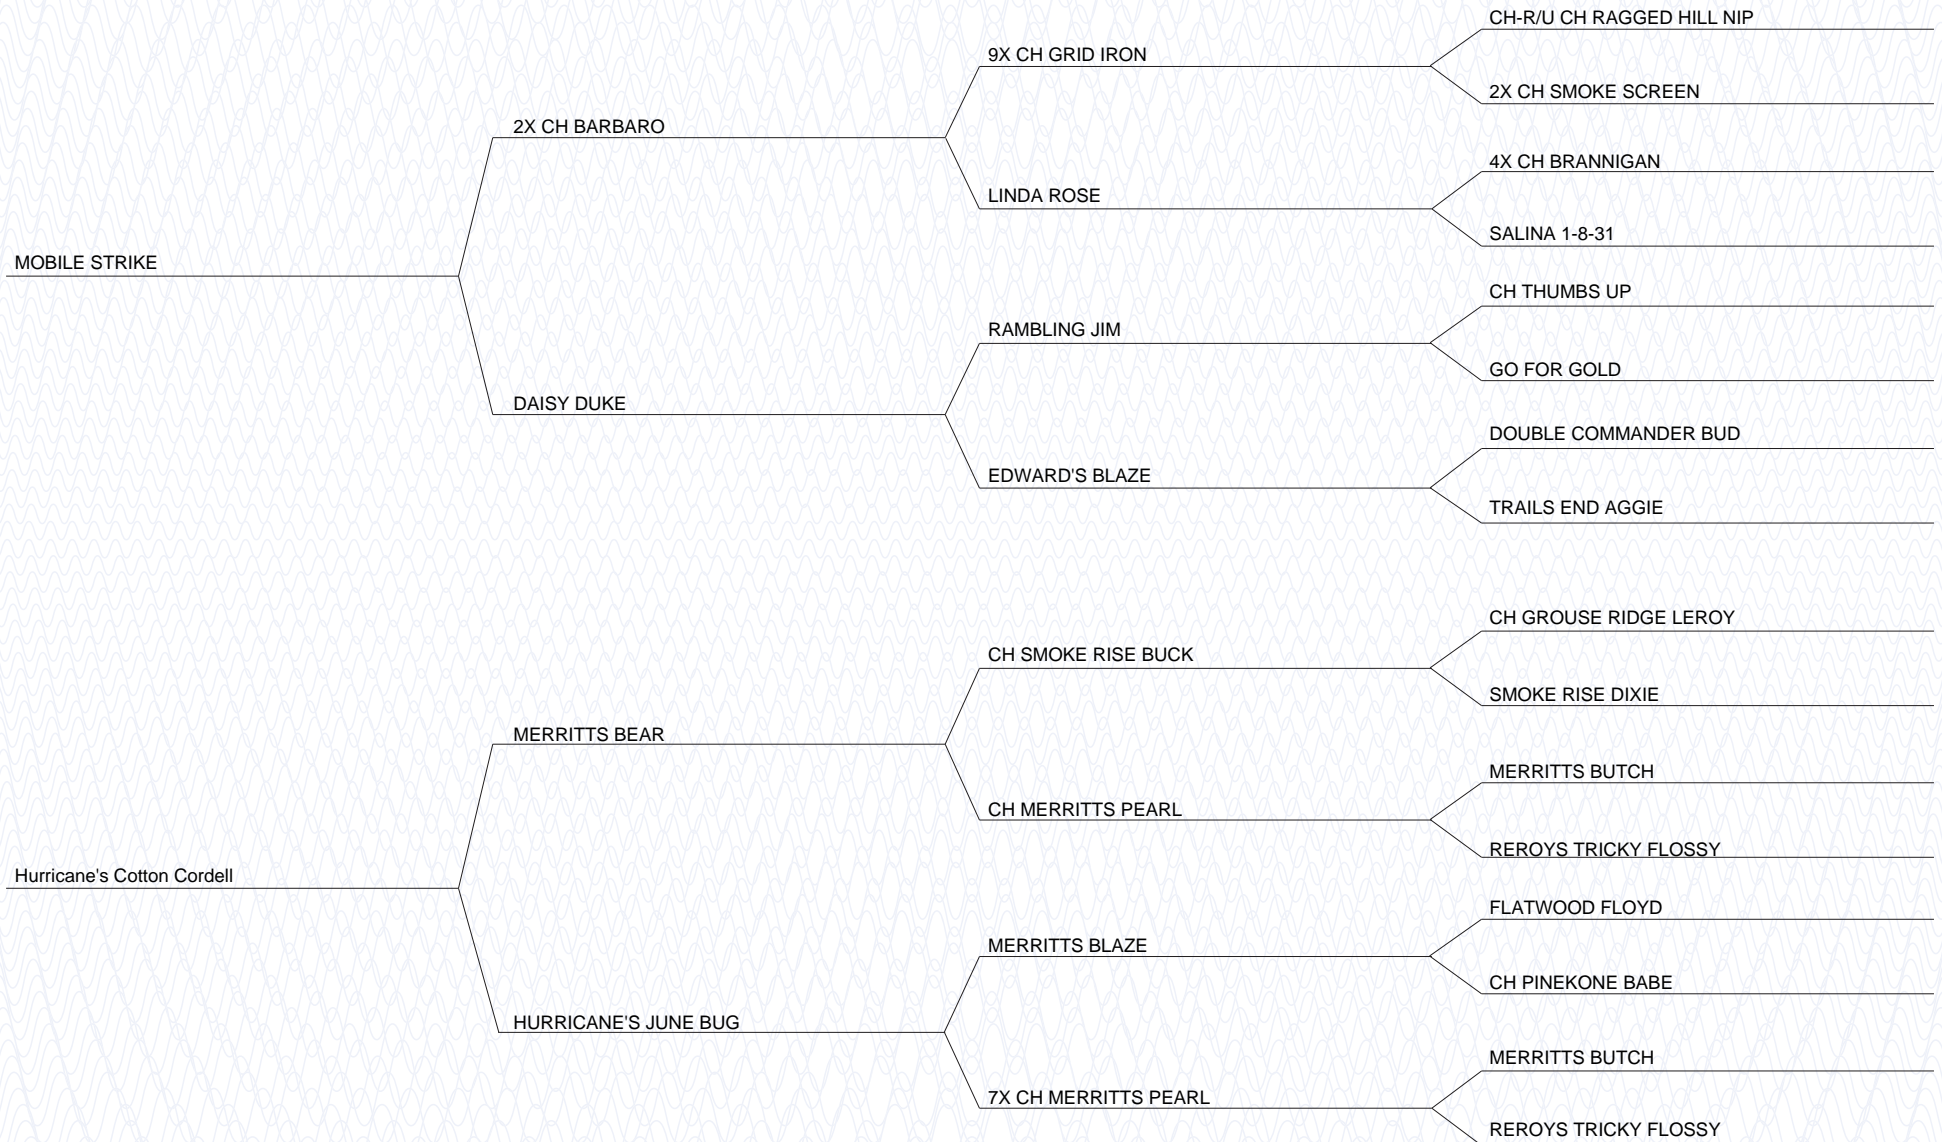 CH-R/U CH RAGGED HILL NIP
9X CH GRID IRON
2X CH SMOKE SCREEN
2X CH BARBARO
4X CH BRANNIGAN
LINDA ROSE
SALINA 1-8-31
MOBILE STRIKE
CH THUMBS UP
RAMBLING JIM
GO FOR GOLD
DAISY DUKE
DOUBLE COMMANDER BUD
EDWARD'S BLAZE
TRAILS END AGGIE
CH GROUSE RIDGE LEROY
CH SMOKE RISE BUCK
SMOKE RISE DIXIE
MERRITTS BEAR
MERRITTS BUTCH
CH MERRITTS PEARL
REROYS TRICKY FLOSSY
Hurricane's Cotton Cordell
FLATWOOD FLOYD
MERRITTS BLAZE
CH PINEKONE BABE
HURRICANE'S JUNE BUG
MERRITTS BUTCH
7X CH MERRITTS PEARL
REROYS TRICKY FLOSSY